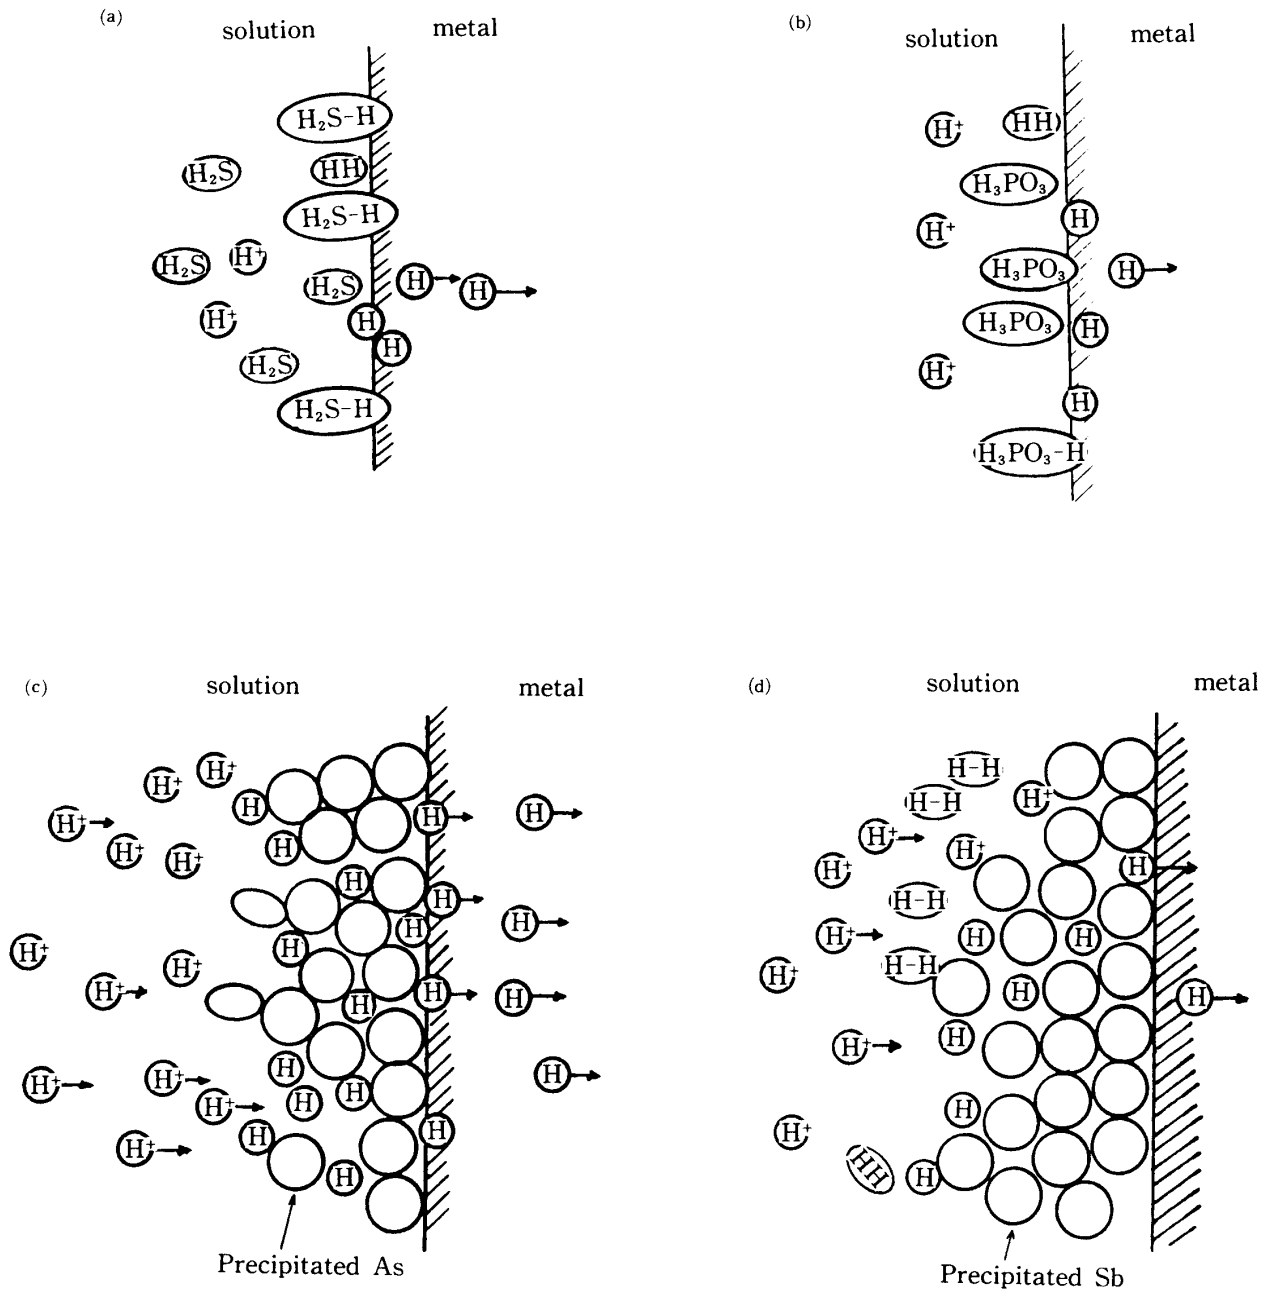 (a)
solution metal
H₂S-H
H₂S HH
H₂S-H
H₂S H⁺ H₂S H H
H⁺ H
H
H₂S
H₂S-H
(b)
solution metal
H⁺ HH
H₃PO₃
H⁺ H
H₃PO₃ H
H₃PO₃ H
H⁺
H
H₃PO₃-H
(c)
solution metal
H⁺ H⁺
H⁺ H H H
H⁺ H⁺ H
H
H H H
H⁺ H⁺ H
H⁺ H H H
H
H⁺ H⁺ H H
H⁺ H
H⁺ H H
H
Precipitated As
(d)
solution metal
H-H
H-H H⁺
H⁺ H⁺
H⁺ H
H-H
H⁺ H H
H⁺ H-H
H H
H⁺ H
H
H⁺
HH H
Precipitated Sb